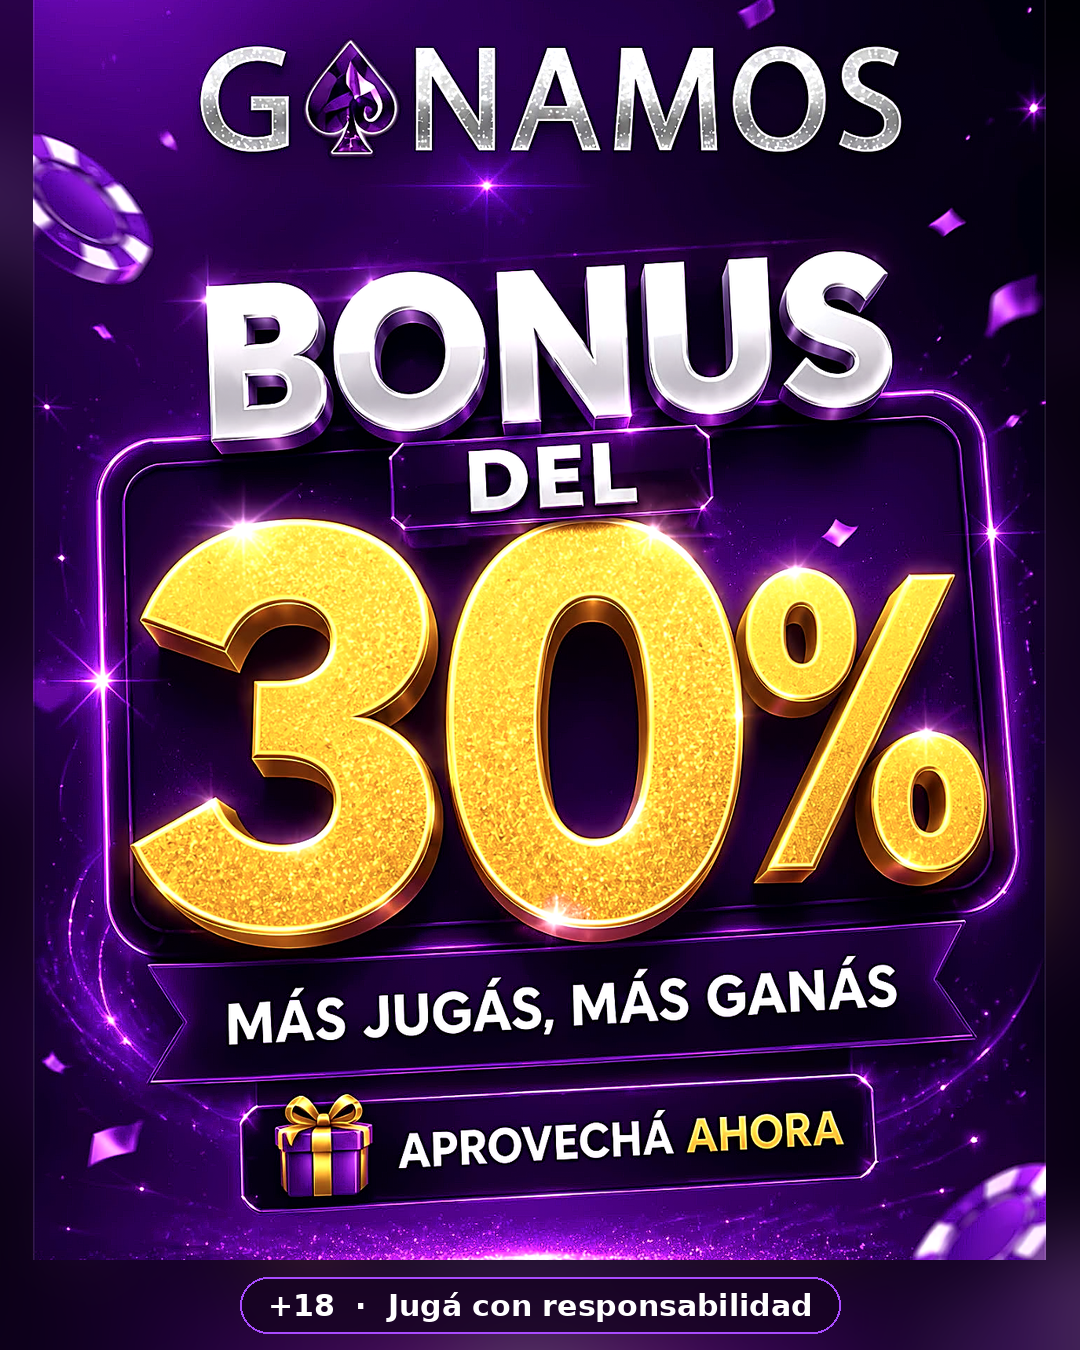 GANAMOS
BONUS
DEL
30%
MÁS JUGÁS, MÁS GANÁS
APROVECHÁ AHORA
+18 · Jugá con responsabilidad